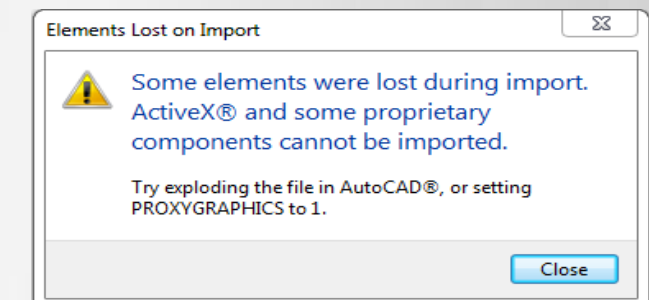 Elements Lost on Import
Some elements were lost during import.
ActiveX® and some proprietary
components cannot be imported.
Try exploding the file in AutoCAD®, or setting
PROXYGRAPHICS to 1.
Close